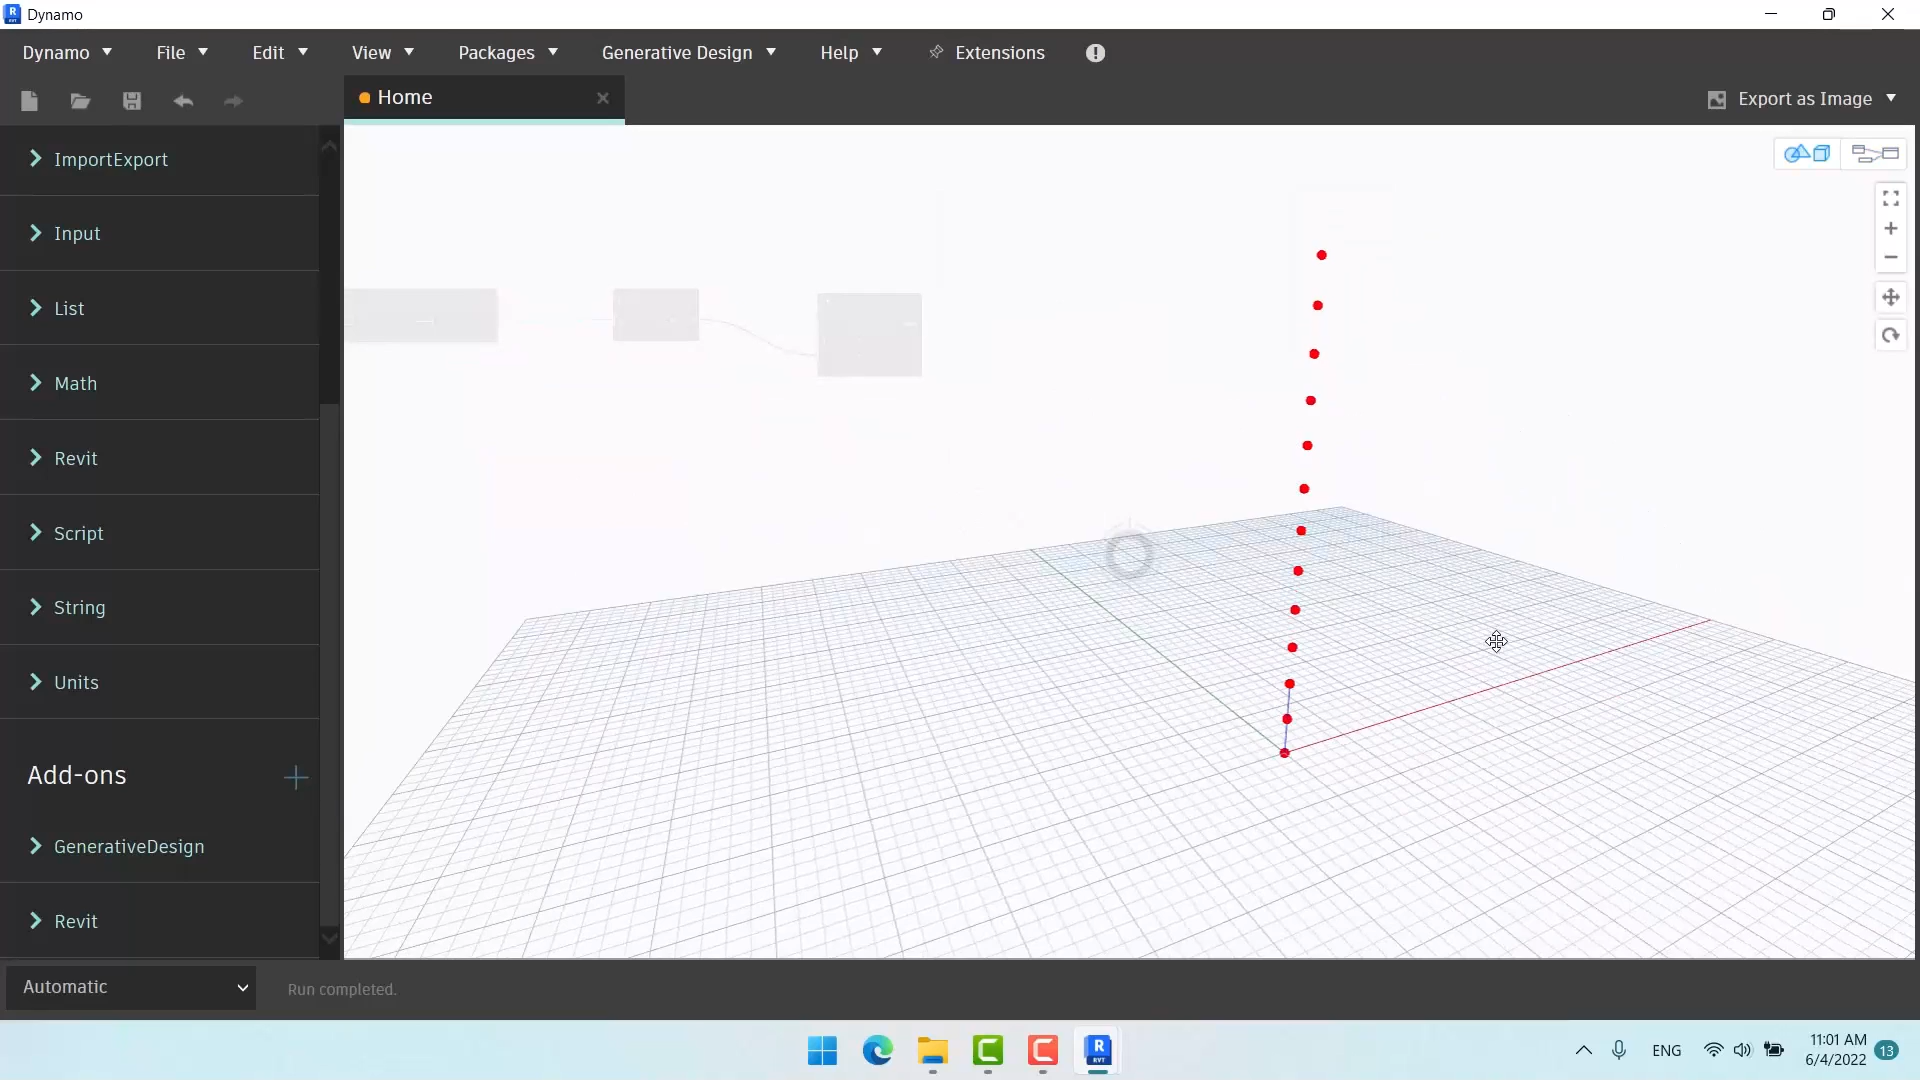 Dynamo
Dynamo File Edit View Packages Generative Design Help Extensions
Home
Export as Image
ImportExport
Input
List
Math
Revit
Script
String
Units
Add-ons
GenerativeDesign
Revit
Automatic
Run completed.
ENG
11:01 AM
6/4/2022
13